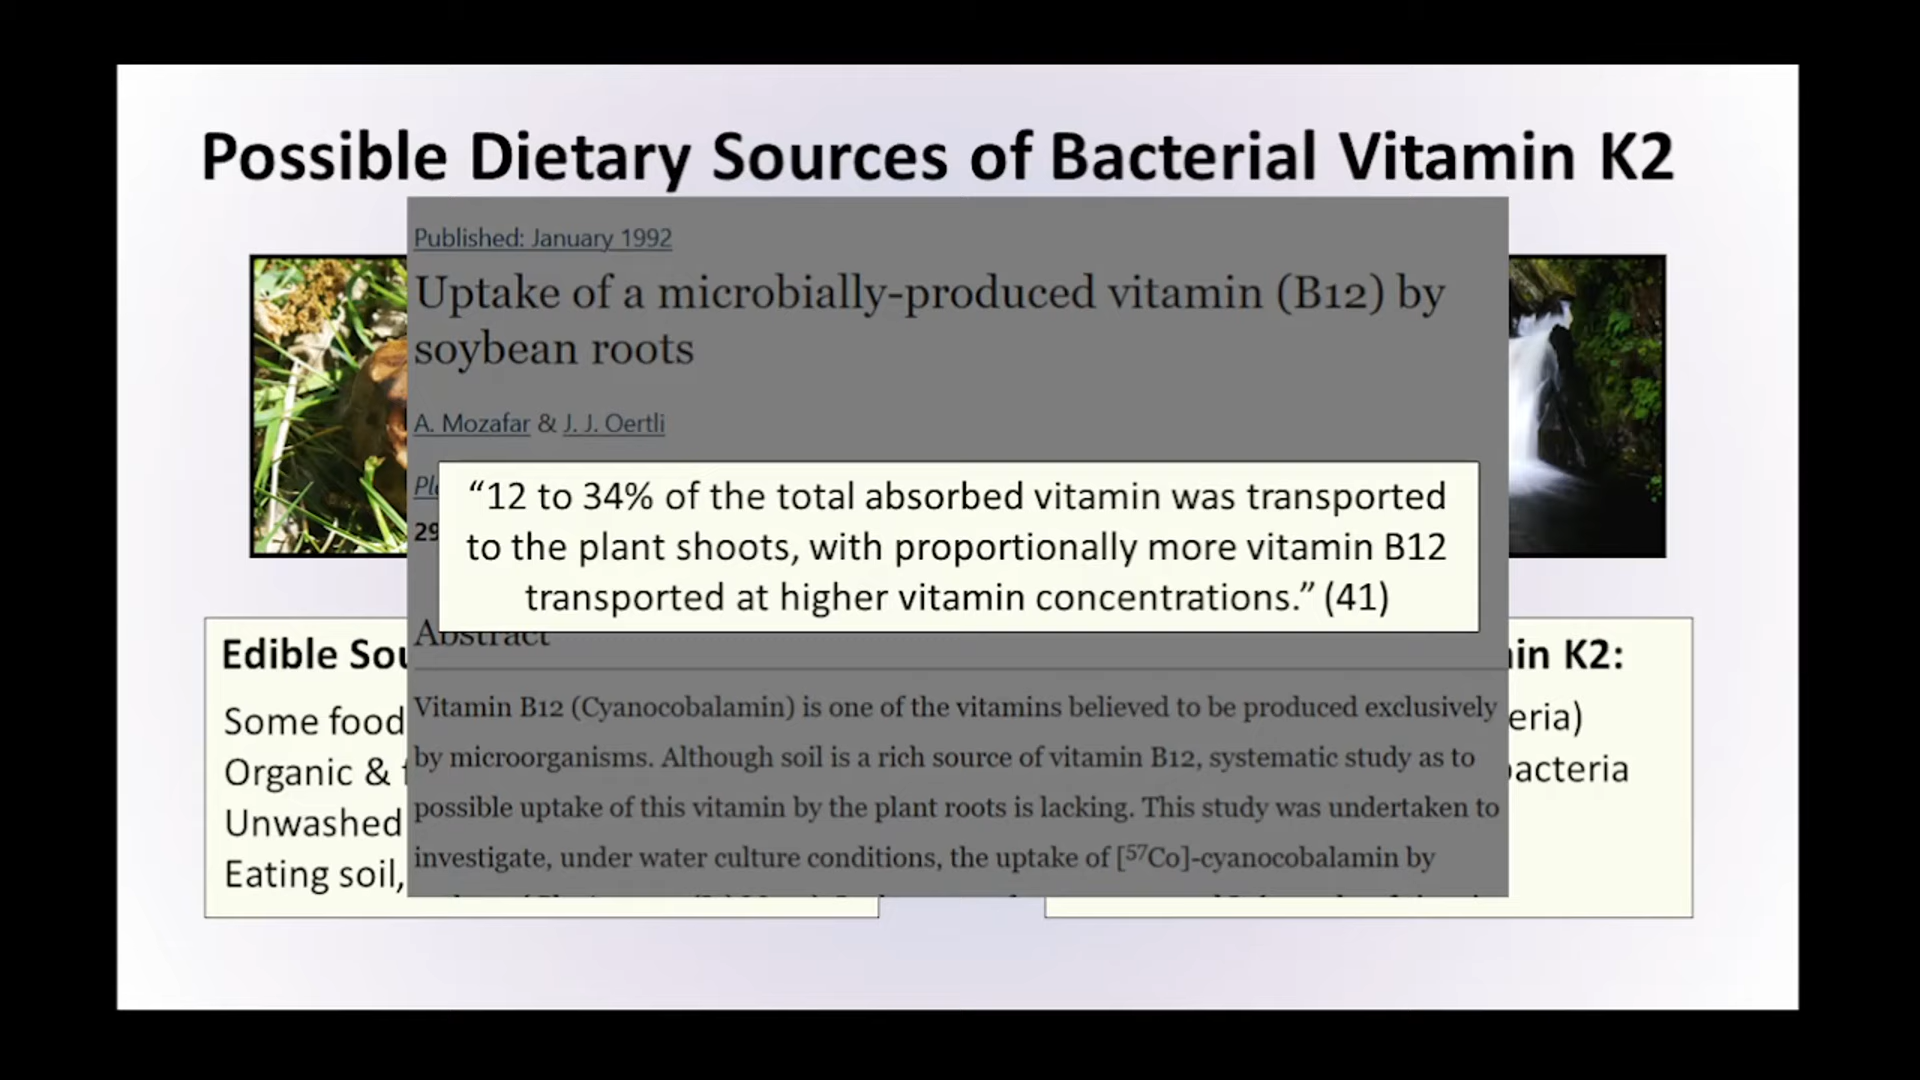 Possible Dietary Sources of Bacterial Vitamin K2
Published: January 1992
Uptake of a microbially-produced vitamin (B12) by
soybean roots
A. Mozafar & J. J. Oertli
“12 to 34% of the total absorbed vitamin was transported
to the plant shoots, with proportionally more vitamin B12
transported at higher vitamin concentrations.” (41)
Abstract
Vitamin B12 (Cyanocobalamin) is one of the vitamins believed to be produced exclusively
by microorganisms. Although soil is a rich source of vitamin B12, systematic study as to
possible uptake of this vitamin by the plant roots is lacking. This study was undertaken to
investigate, under water culture conditions, the uptake of [⁵⁷Co]-cyanocobalamin by
Edible
Some food
Organic &
Unwashed
Eating soil,
K2: